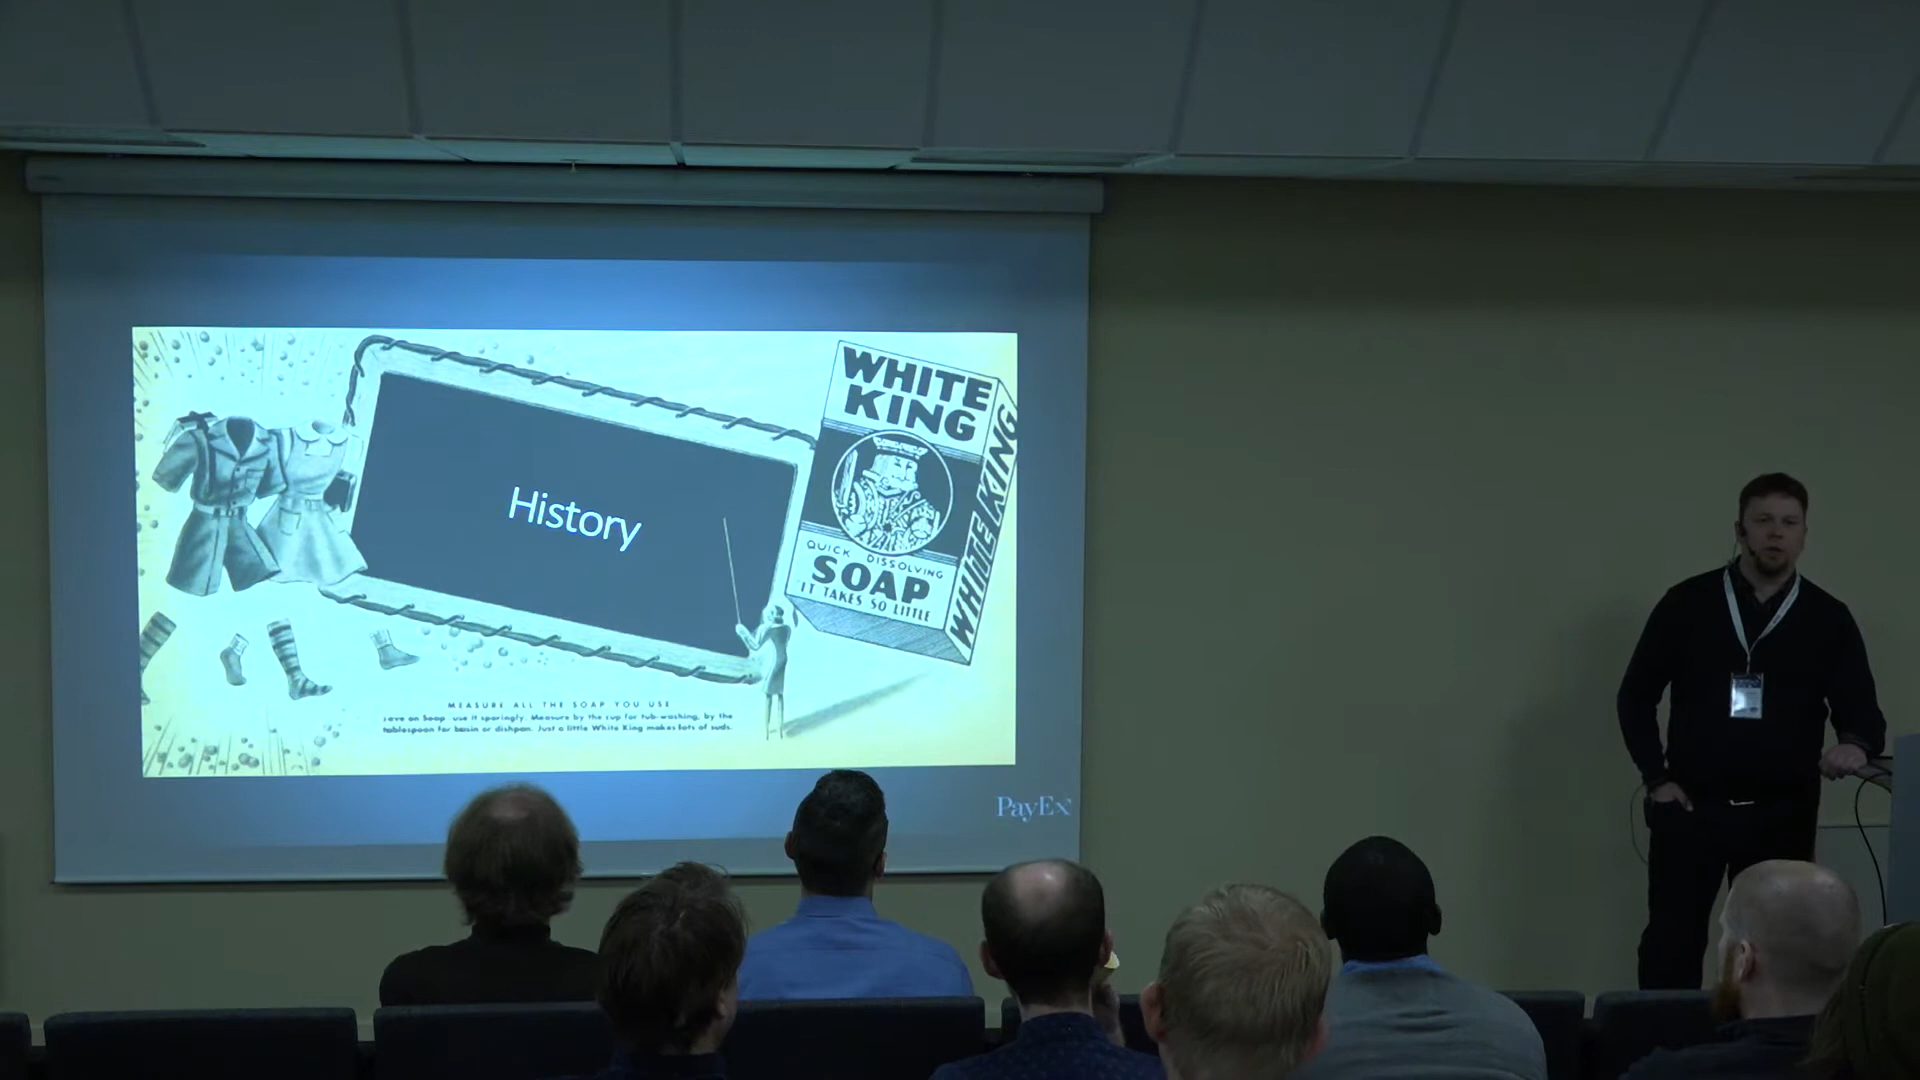 History
WHITE
KING
QUICK DISSOLVING
SOAP
IT TAKES SO LITTLE
WHITE KING
MEASURE ALL THE SOAP YOU USE
Save on Soap use it sparingly. Measure by the cup for tub-washing, by the
tablespoon for basin or dishpan. Just a little White King makes lots of suds.
PayEx